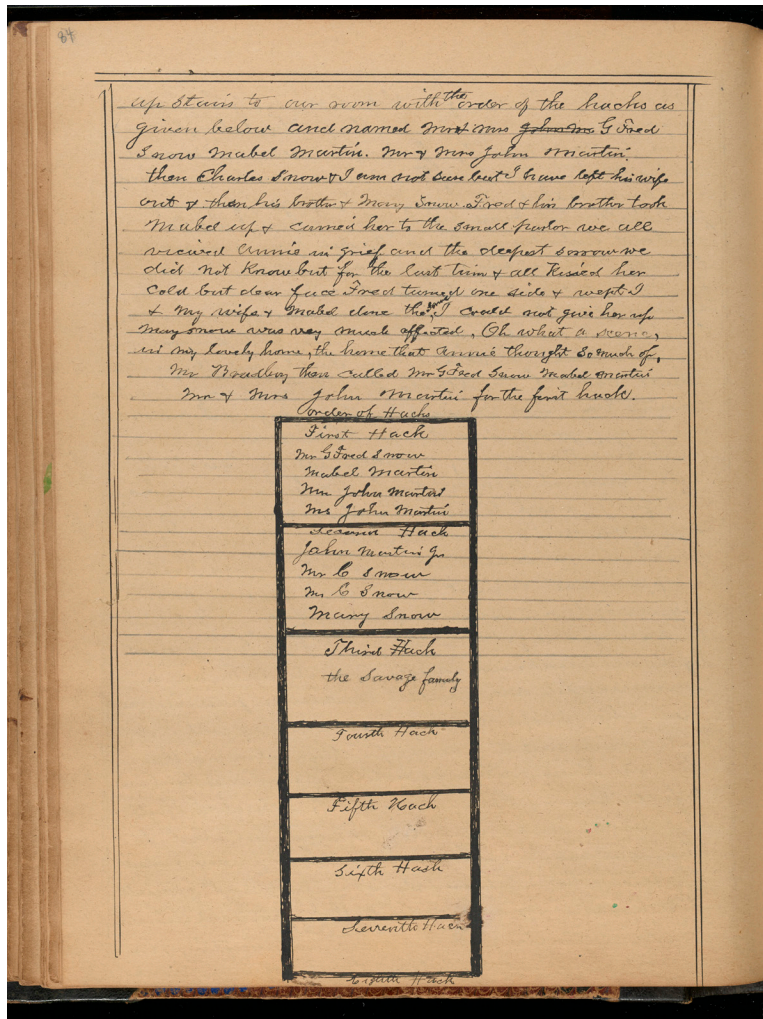 84
up stairs to our room with the order of the hacks as
given below and named Mr & Mrs John M G Fred
Snow Mabel Martin. Mr & Mrs John Martin.
then Charles Snow & I am not sure but I have left his wife
out & then his brother & Mary Snow. Fred & his brother took
Mabel up & carried her to the small parlor we all
viewed Annie in grief and the deepest sorrow we
did not know but for the last time & all kissed her
cold but dear face Fred turned one side & wept I
& my wife & Mabel done the same, I could not give her up
Mary Snow was very much affected, Oh what a scene,
in my lovely home, the home that Annie thought so much of,
Mr Bradley then called Mr G Fred Snow Mabel Martin
Mr & Mrs John Martin for the first hack.
order of Hacks
First Hack
Mr G Fred Snow
Mabel Martin
Mr John Martin
Mrs John Martin
Second Hack
John Martin Jr
Mr C Snow
Mrs C Snow
Mary Snow
Third Hack
the Savage family
Fourth Hack
Fifth Hack
Sixth Hack
Seventh Hack
Eighth Hack